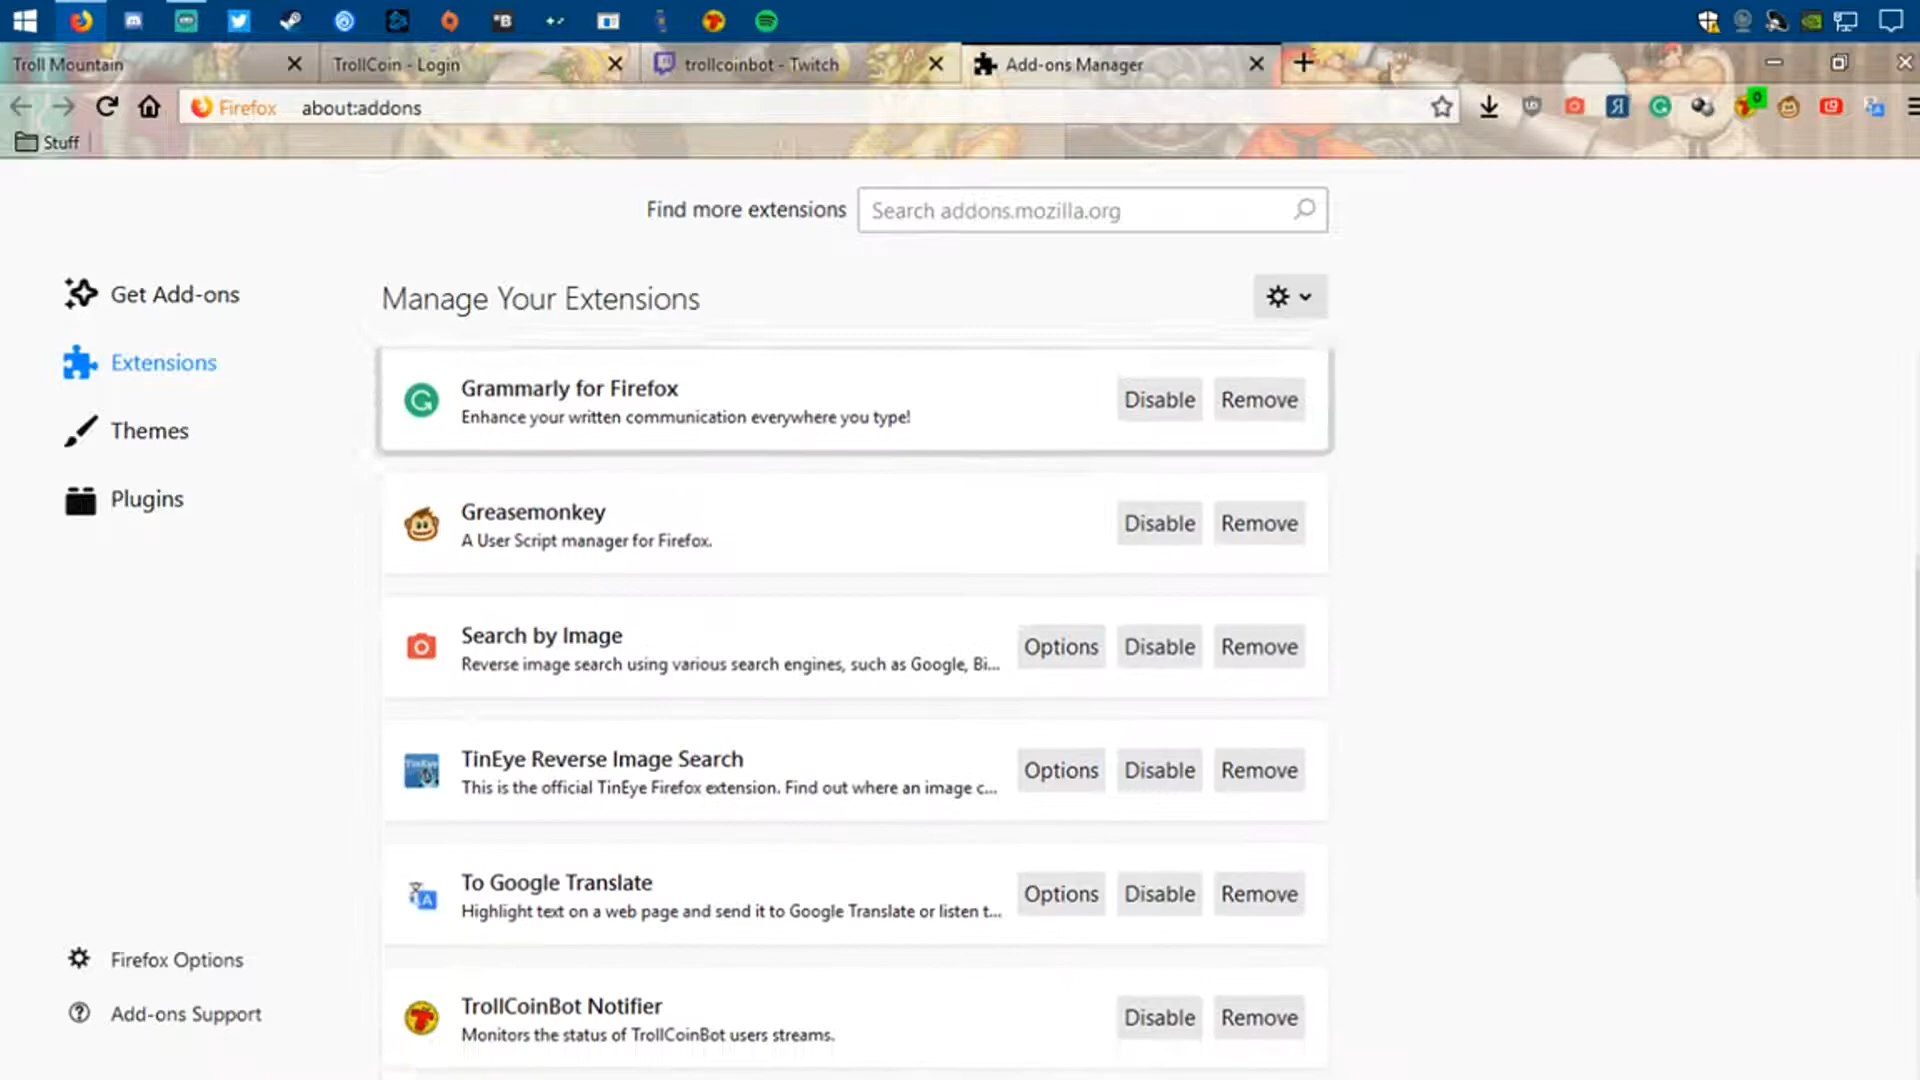 Troll Mountain
TrollCoin - Login
trollcoinbot - Twitch
Add-ons Manager
Firefox about:addons
0
Stuff
Find more extensions
Search addons.mozilla.org
Get Add-ons
Extensions
Themes
Plugins
Firefox Options
Add-ons Support
Manage Your Extensions
Grammarly for Firefox
Enhance your written communication everywhere you type!
Disable Remove
Greasemonkey
A User Script manager for Firefox.
Disable Remove
Search by Image
Reverse image search using various search engines, such as Google, Bi...
Options Disable Remove
TinEye
TinEye Reverse Image Search
This is the official TinEye Firefox extension. Find out where an image c...
Options Disable Remove
To Google Translate
Highlight text on a web page and send it to Google Translate or listen t...
Options Disable Remove
TrollCoinBot Notifier
Monitors the status of TrollCoinBot users streams.
Disable Remove